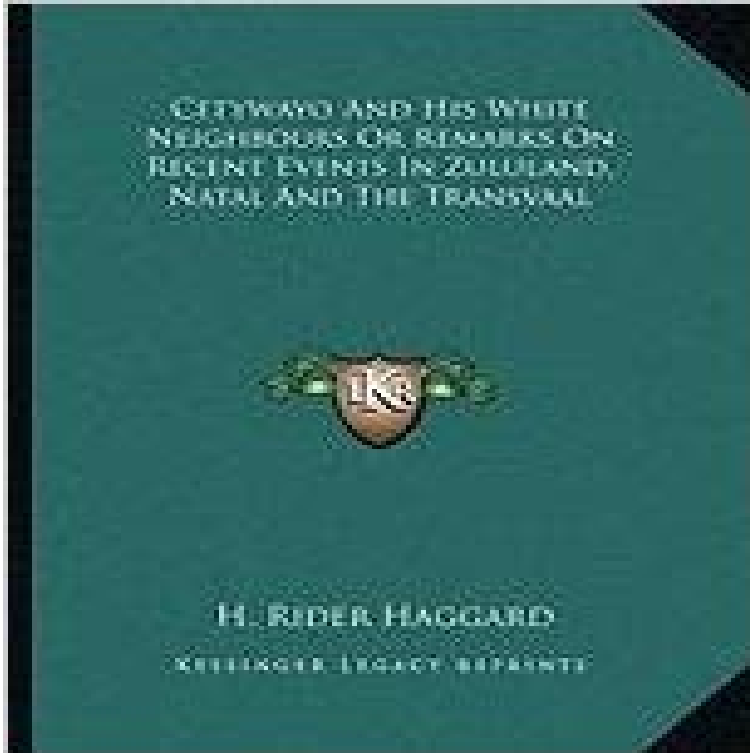 Cetywayo And His White
Neighbours Or Remarks On
Recent Events In Zululand,
Natal And The Transvaal
LKR
H. Rider Haggard
Kessinger Legacy Reprints